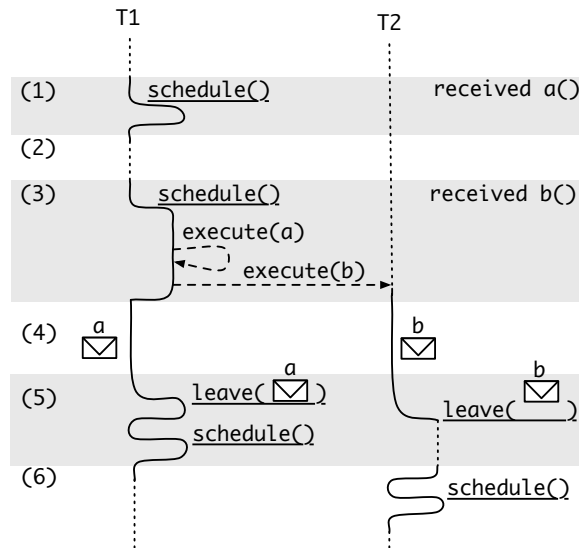 T1
T2
(1) schedule() received a()
(2)
(3) schedule() received b()
execute(a)
execute(b)
(4) a b
a b
(5) leave( ) leave( )
schedule()
(6) schedule()